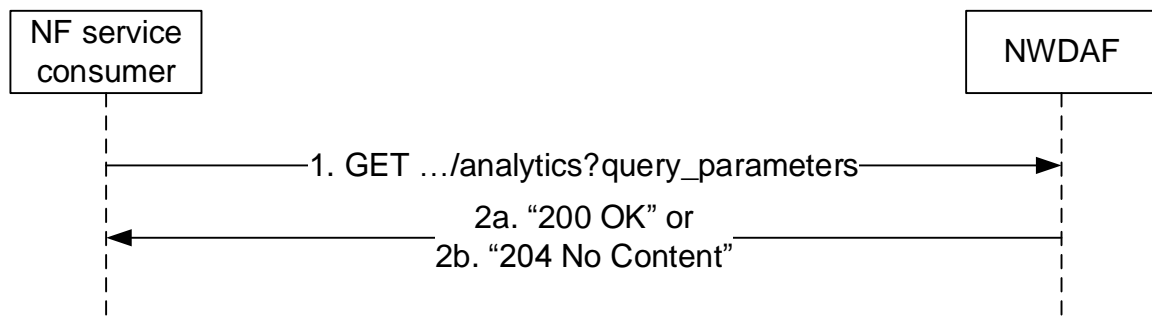 NF service
consumer
NWDAF
1. GET …/analytics?query_parameters
2a. “200 OK” or
2b. “204 No Content”